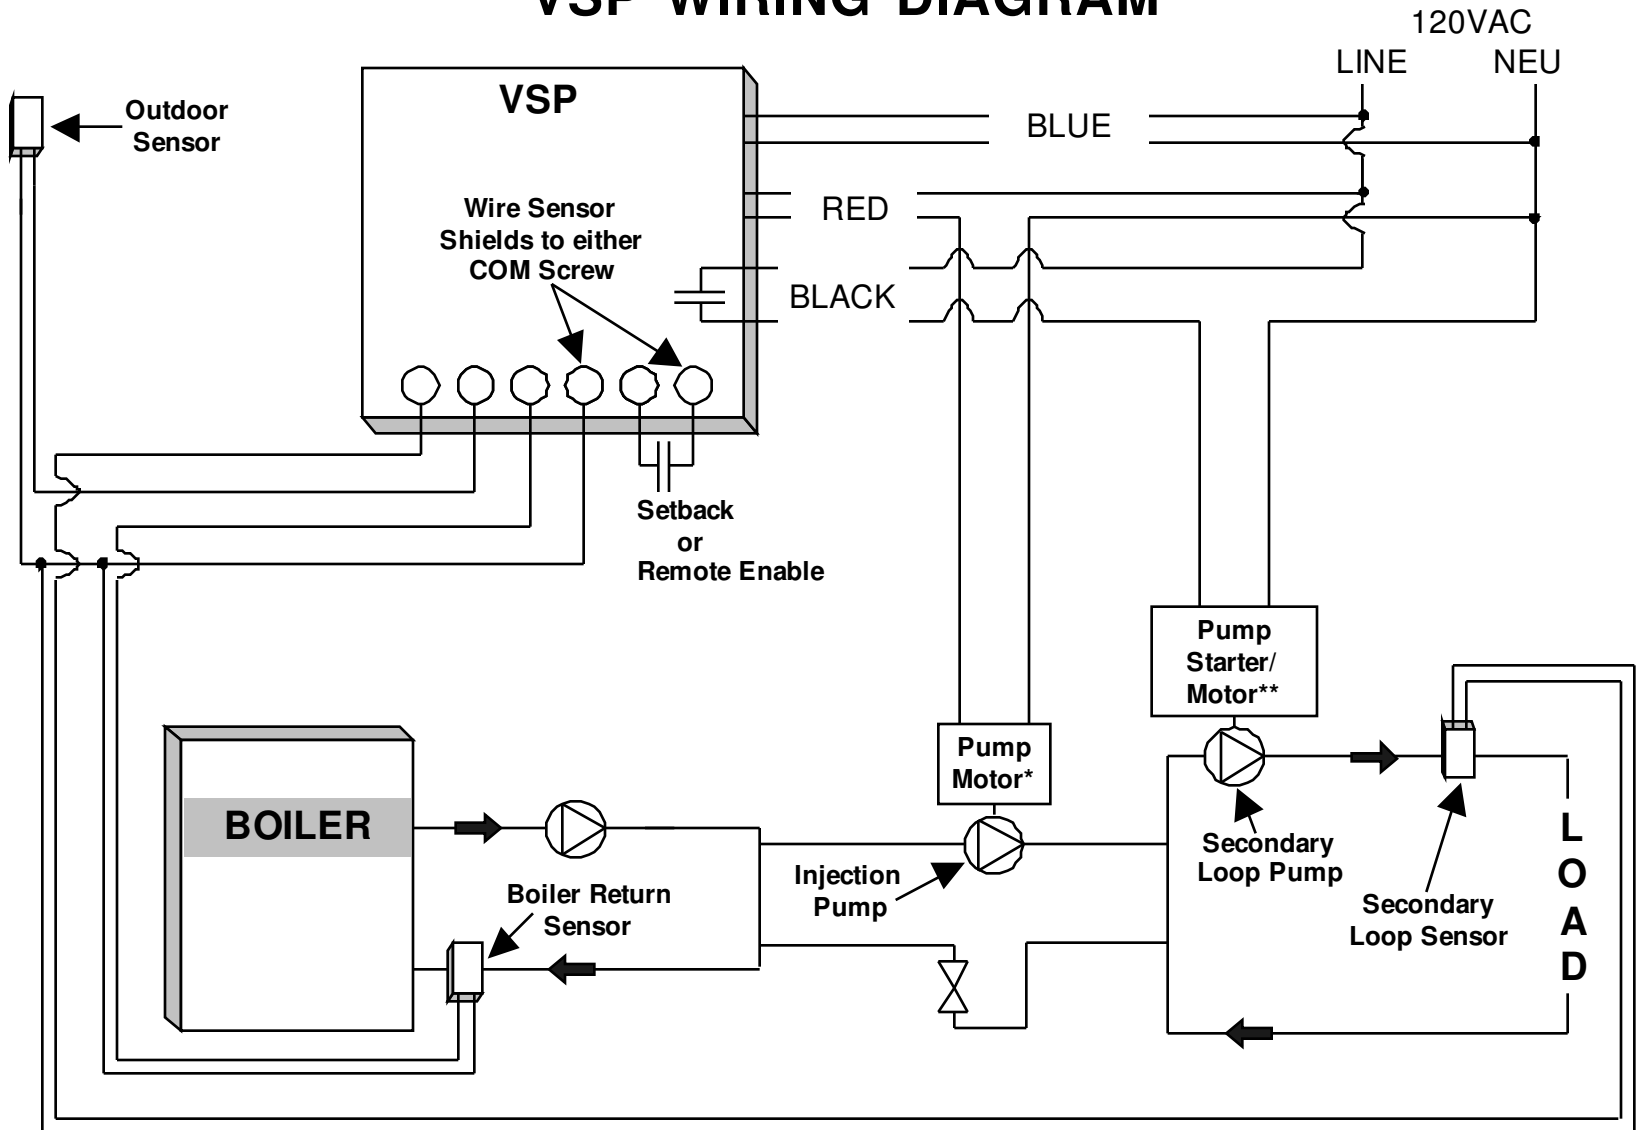 VSP WIRING DIAGRAM
120VAC
LINE
NEU
VSP
Outdoor
Sensor
BLUE
Wire Sensor
Shields to either
COM Screw
RED
BLACK
Setback
or
Remote Enable
Pump
Starter/
Motor**
Pump
Motor*
BOILER
Injection
Pump
Secondary
Loop Pump
Boiler Return
Sensor
Secondary
Loop Sensor
L
O
A
D